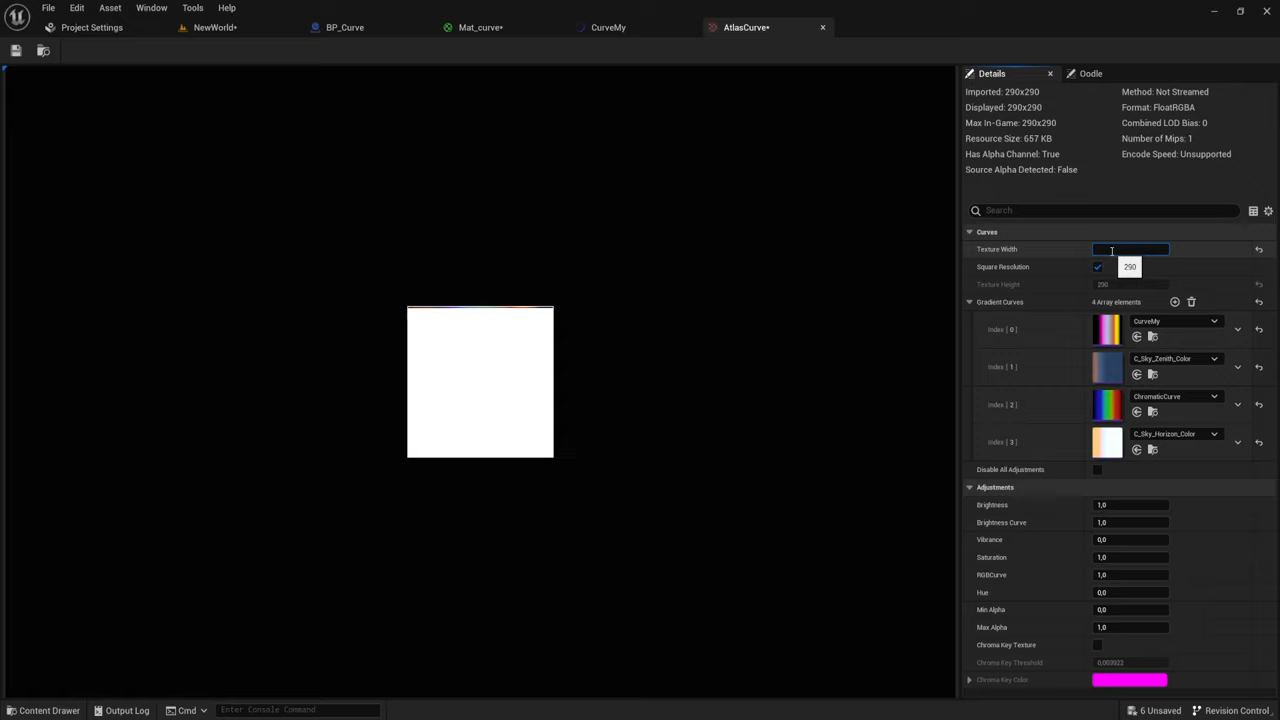 File Edit Asset Window Tools Help
Project Settings NewWorld* BP_Curve Mat_curve* CurveMy AtlasCurve*
Details Oodle
Imported: 290x290 Method: Not Streamed
Displayed: 290x290 Format: FloatRGBA
Max In-Game: 290x290 Combined LOD Bias: 0
Resource Size: 657 KB Number of Mips: 1
Has Alpha Channel: True Encode Speed: Unsupported
Source Alpha Detected: False
Search
Curves
Texture Width
Square Resolution 290
Texture Height 290
Gradient Curves 4 Array elements
Index [ 0 ] CurveMy
Index [ 1 ] C_Sky_Zenith_Color
Index [ 2 ] ChromaticCurve
Index [ 3 ] C_Sky_Horizon_Color
Disable All Adjustments
Adjustments
Brightness 1,0
Brightness Curve 1,0
Vibrance 0,0
Saturation 1,0
RGBCurve 1,0
Hue 0,0
Min Alpha 0,0
Max Alpha 1,0
Chroma Key Texture
Chroma Key Threshold 0,003922
Chroma Key Color
Content Drawer Output Log Cmd Enter Console Command 6 Unsaved Revision Control